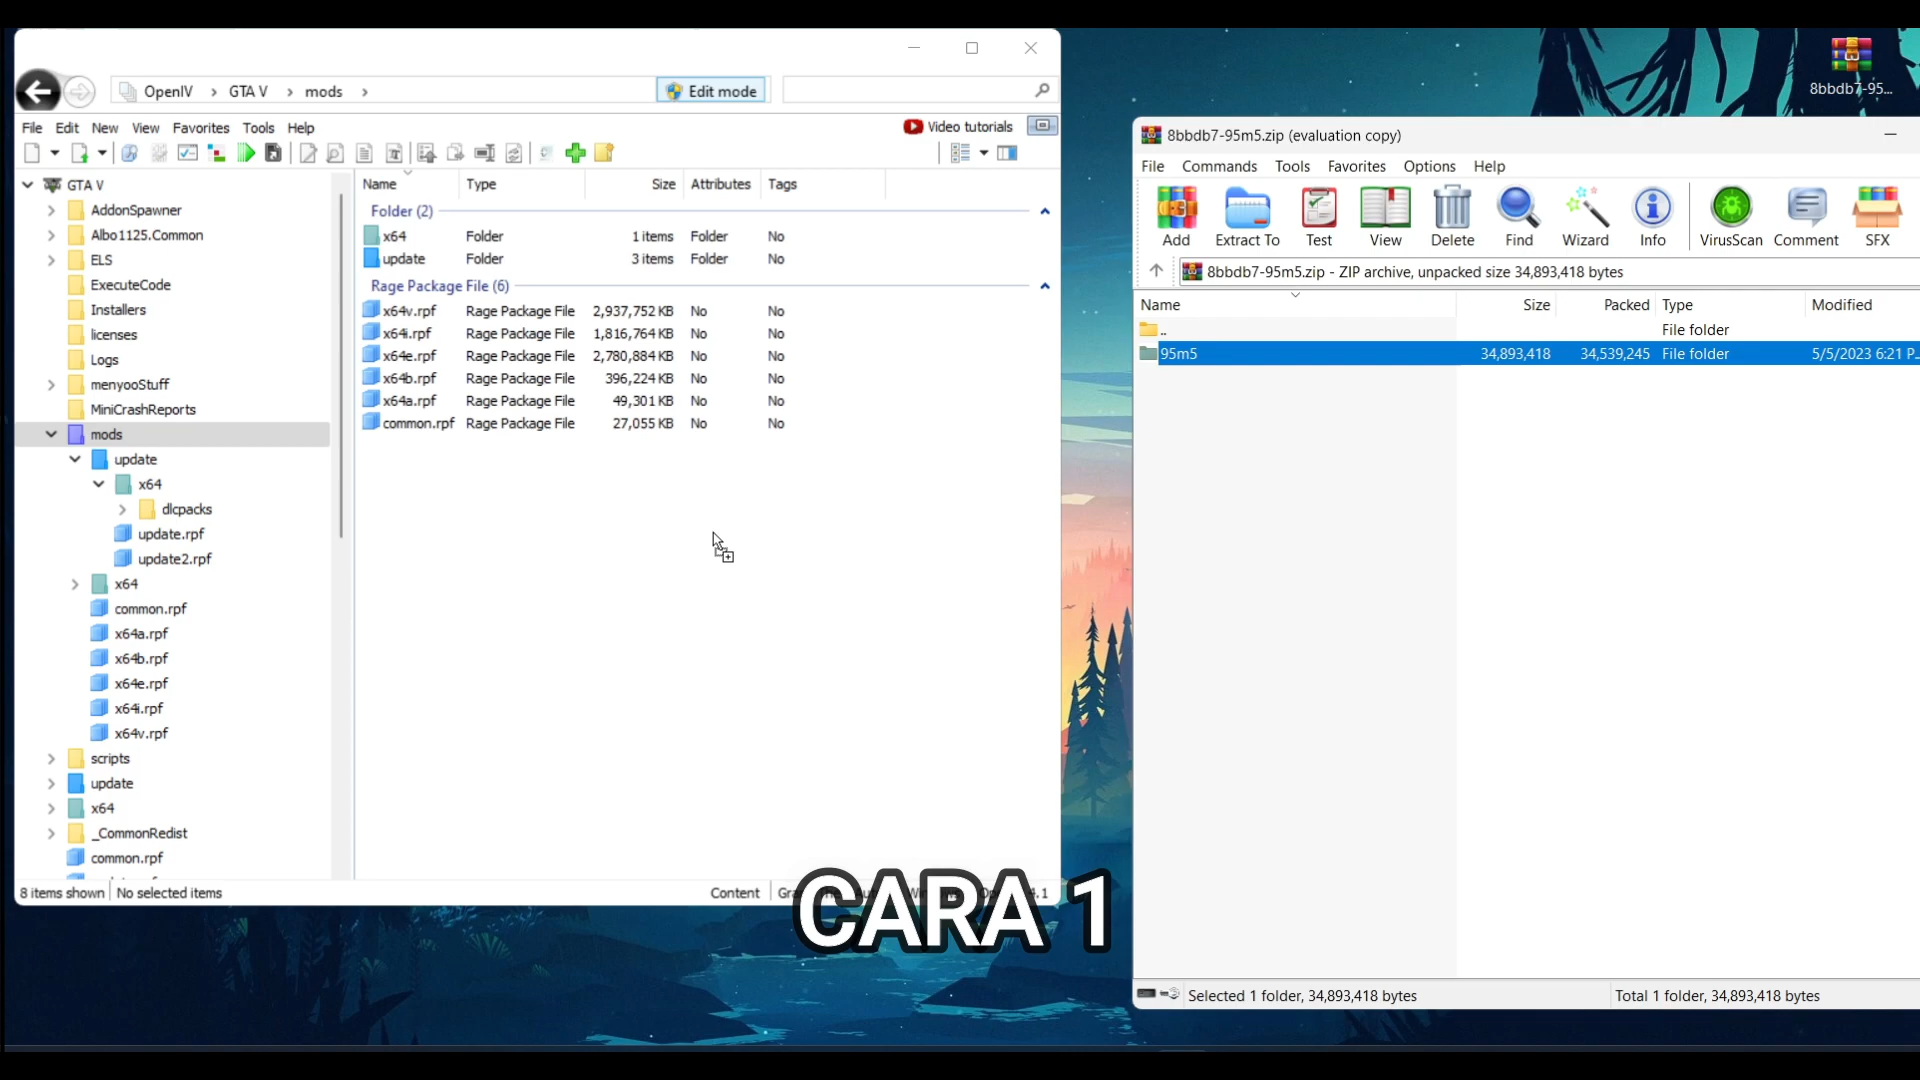 OpenIV
GTA V
mods
Edit mode
File Edit New View Favorites Tools Help
Video tutorials
GTA V
AddonSpawner
Albo1125.Common
ELS
ExecuteCode
Installers
licenses
Logs
menyooStuff
MiniCrashReports
mods
update
x64
dlcpacks
update.rpf
update2.rpf
x64
common.rpf
x64a.rpf
x64b.rpf
x64e.rpf
x64i.rpf
x64v.rpf
scripts
update
x64
_CommonRedist
common.rpf
Name Type Size Attributes Tags
Folder (2)
x64 Folder 1 items Folder No
update Folder 3 items Folder No
Rage Package File (6)
x64v.rpf Rage Package File 2,937,752 KB No No
x64i.rpf Rage Package File 1,816,764 KB No No
x64e.rpf Rage Package File 2,780,884 KB No No
x64b.rpf Rage Package File 396,224 KB No No
x64a.rpf Rage Package File 49,301 KB No No
common.rpf Rage Package File 27,055 KB No No
8 items shown No selected items Content
CARA 1
8bbdb7-95...
8bbdb7-95m5.zip (evaluation copy)
File Commands Tools Favorites Options Help
Add Extract To Test View Delete Find Wizard Info VirusScan Comment SFX
8bbdb7-95m5.zip - ZIP archive, unpacked size 34,893,418 bytes
Name Size Packed Type Modified
.. File folder
95m5 34,893,418 34,539,245 File folder 5/5/2023 6:21 P...
Selected 1 folder, 34,893,418 bytes
Total 1 folder, 34,893,418 bytes